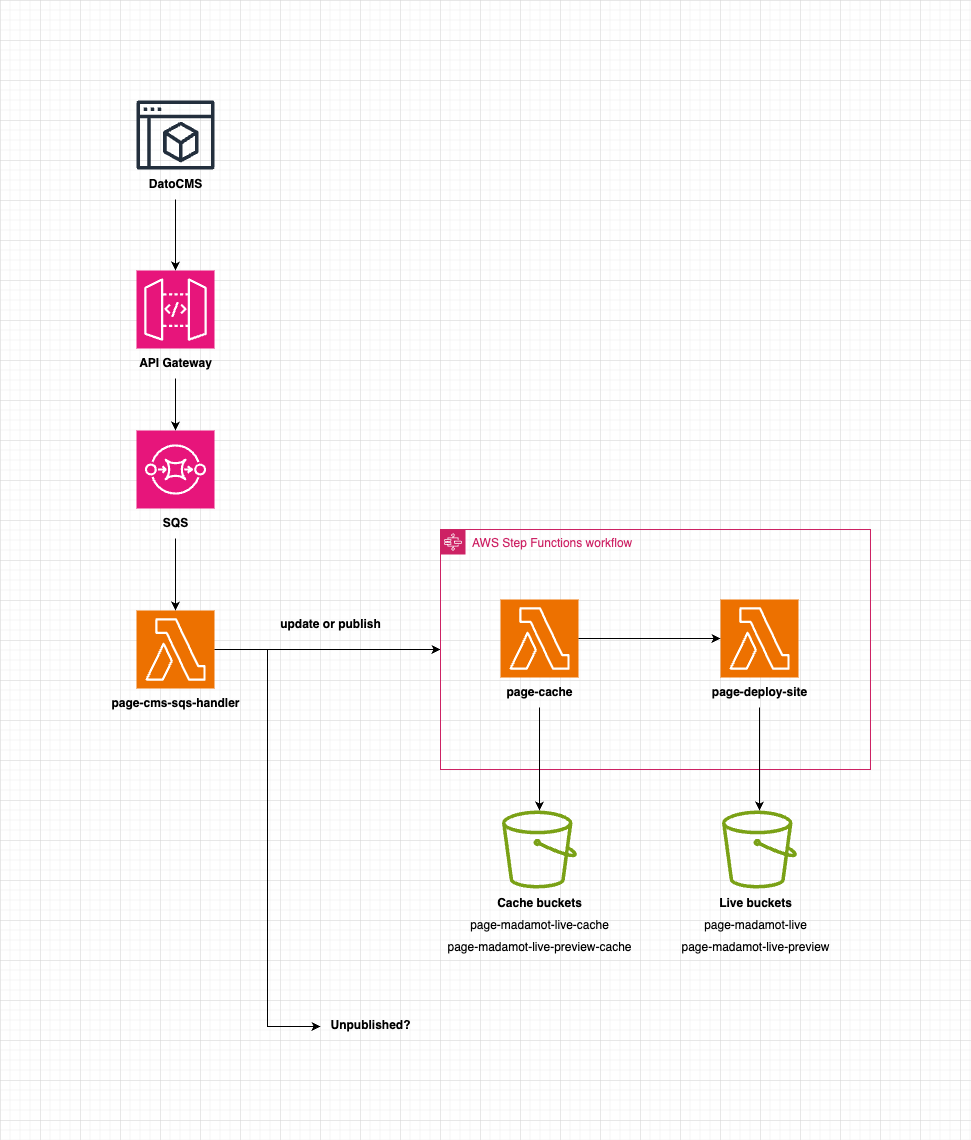 DatoCMS
</>
API Gateway
SQS
AWS Step Functions workflow
update or publish
page-cms-sqs-handler
page-cache
page-deploy-site
Cache buckets
page-madamot-live-cache
page-madamot-live-preview-cache
Live buckets
page-madamot-live
page-madamot-live-preview
Unpublished?